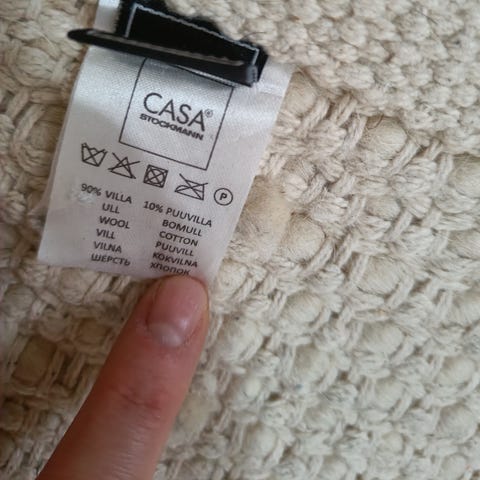 CASA®
STOCKMANN
P
90% VILLA 10% PUUVILLA
ULL BOMULL
WOOL COTTON
VILL PUUVILL
VILNA KOKVILNA
ШЕРСТЬ ХЛОПОК